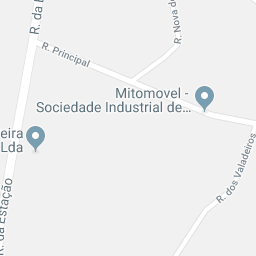 R. da E
R. Principal
R. Nova d
Mitomovel -
Sociedade Industrial de...
eira
Lda
R. dos Valadeiros
R. da Estação